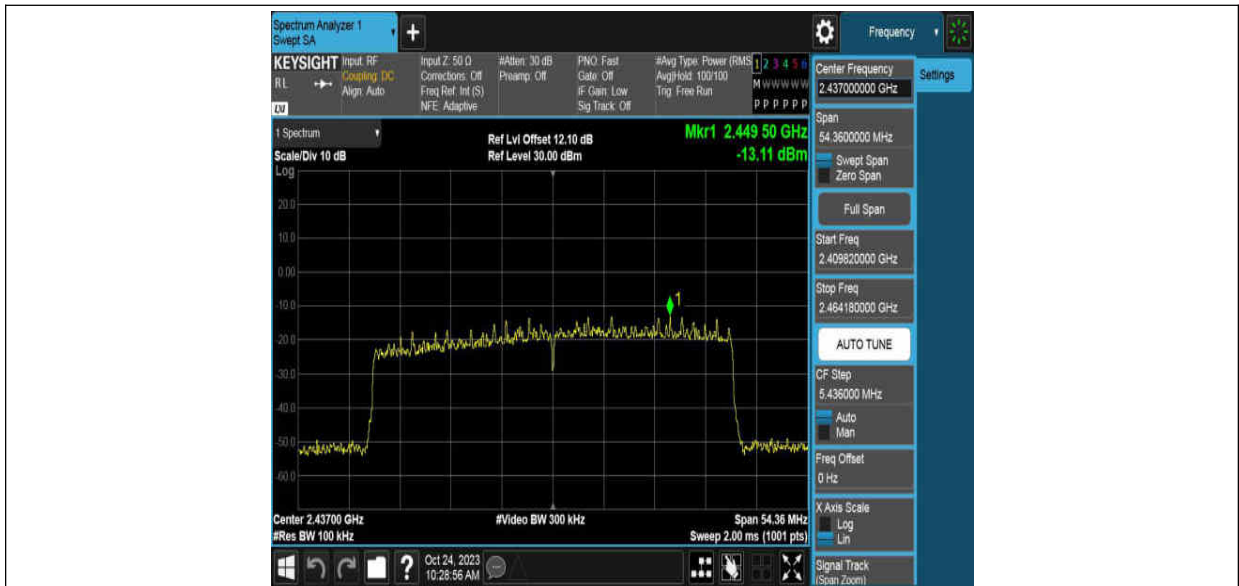 Spectrum Analyzer 1
Swept SA
+
Frequency
KEYSIGHT
RL
LXI
Input: RF
Coupling: DC
Align: Auto
Input Z: 50 Ω
Corrections: Off
Freq Ref: Int (S)
NFE: Adaptive
#Atten: 30 dB
Preamp: Off
PNO: Fast
Gate: Off
IF Gain: Low
Sig Track: Off
#Avg Type: Power (RMS
Avg|Hold: 100/100
Trig: Free Run
1 2 3 4 5 6
M W W W W W
P P P P P P
Center Frequency
2.437000000 GHz
Settings
1 Spectrum
Scale/Div 10 dB
Log
Ref Lvl Offset 12.10 dB
Ref Level 30.00 dBm
Mkr1 2.449 50 GHz
-13.11 dBm
Span
54.3600000 MHz
Swept Span
Zero Span
Full Span
Start Freq
2.409820000 GHz
Stop Freq
2.464180000 GHz
AUTO TUNE
CF Step
5.436000 MHz
Auto
Man
Freq Offset
0 Hz
X Axis Scale
Log
Lin
Signal Track
(Span Zoom)
20.0
10.0
0.00
-10.0
-20.0
-30.0
-40.0
-50.0
-60.0
1
Center 2.43700 GHz
#Res BW 100 kHz
#Video BW 300 kHz
Span 54.36 MHz
Sweep 2.00 ms (1001 pts)
?
Oct 24, 2023
10:28:56 AM